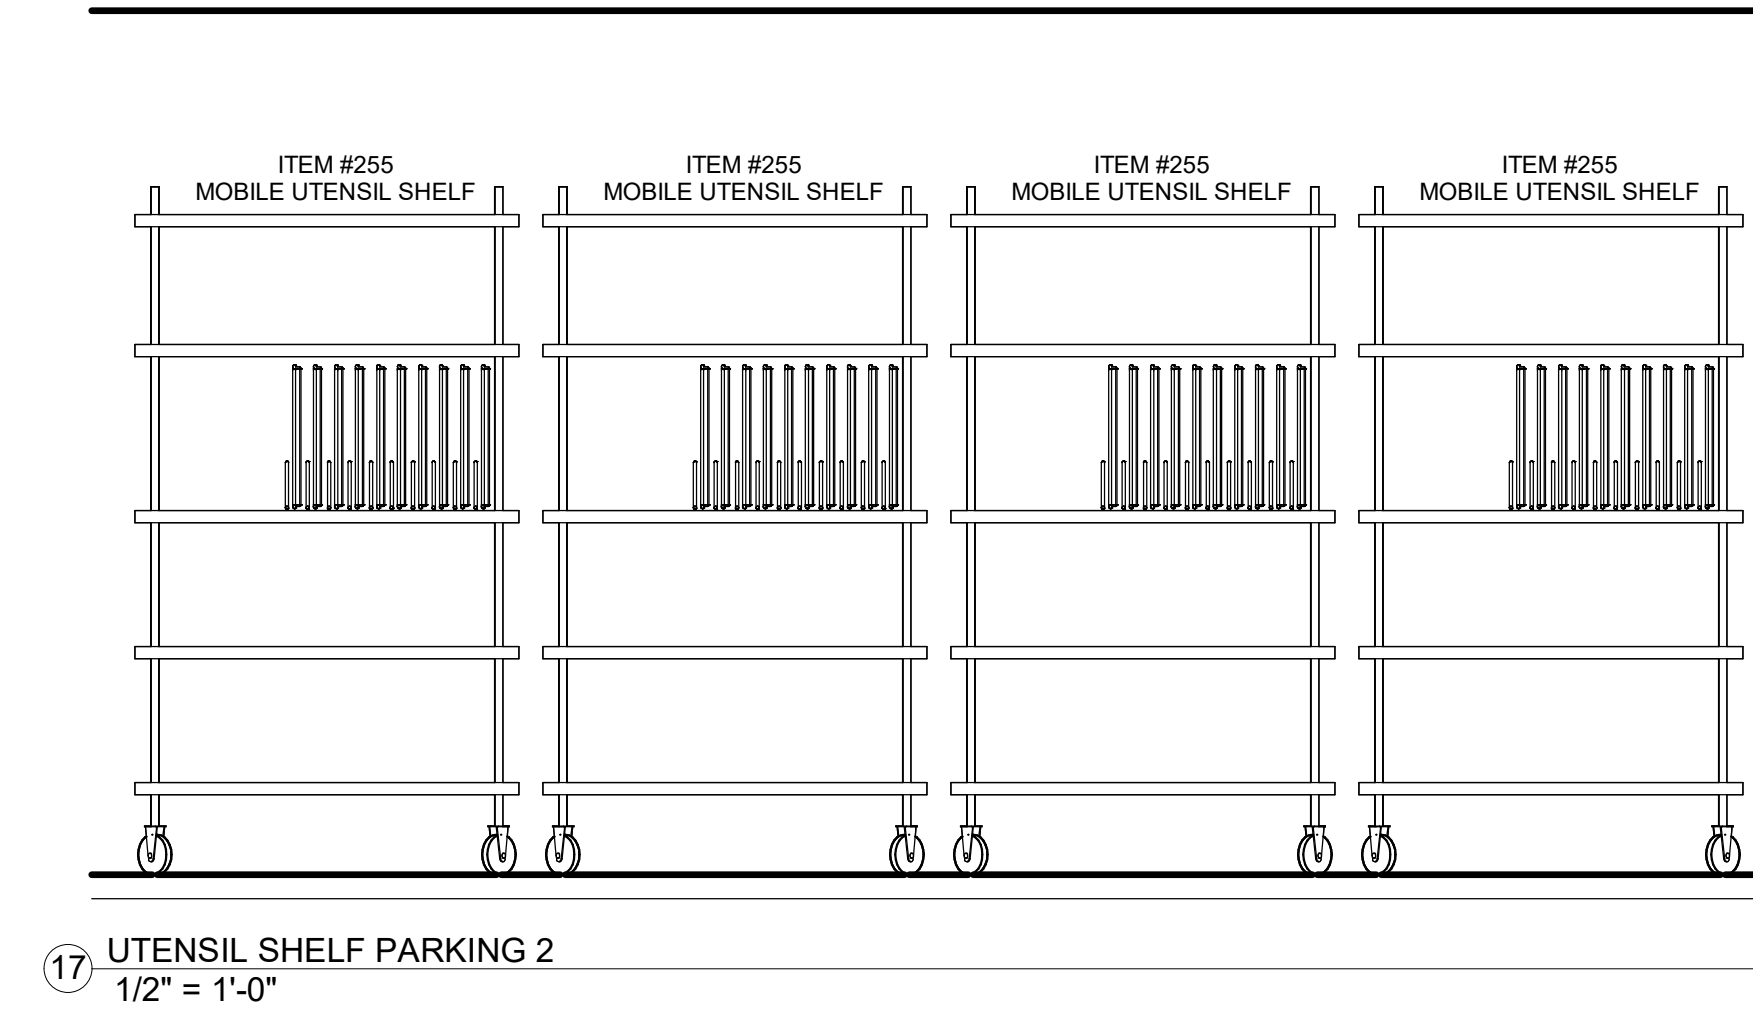 ITEM #255
MOBILE UTENSIL SHELF
ITEM #255
MOBILE UTENSIL SHELF
ITEM #255
MOBILE UTENSIL SHELF
ITEM #255
MOBILE UTENSIL SHELF
17 UTENSIL SHELF PARKING 2
1/2" = 1'-0"